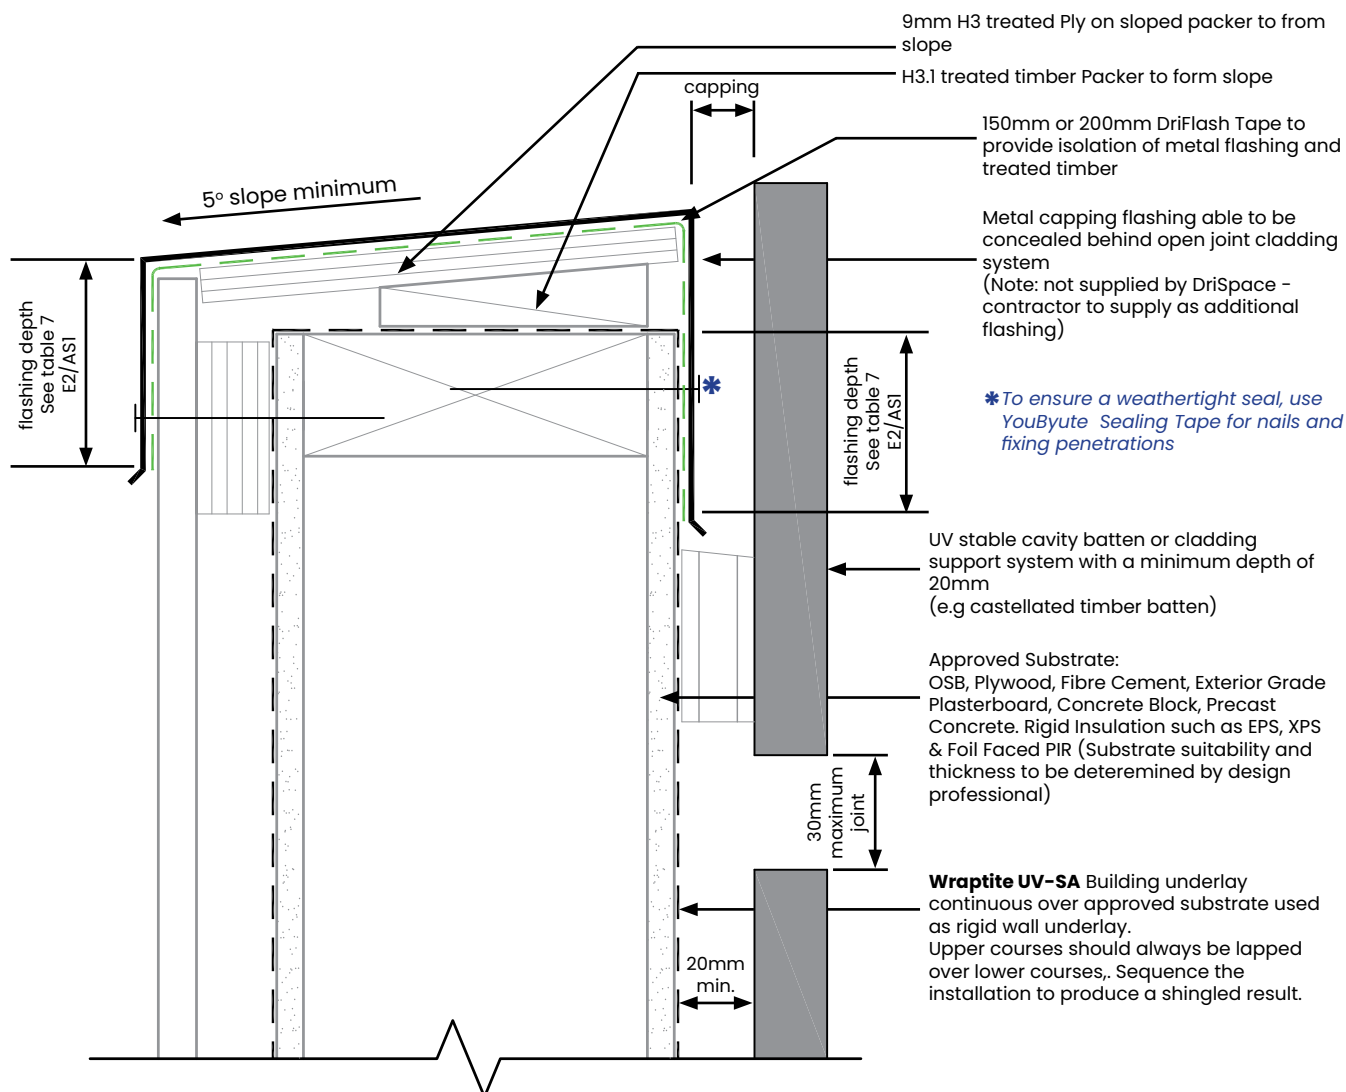 9mm H3 treated Ply on sloped packer to from
slope
H3.1 treated timber Packer to form slope
capping
150mm or 200mm DriFlash Tape to
provide isolation of metal flashing and
treated timber
5° slope minimum
Metal capping flashing able to be
concealed behind open joint cladding
system
(Note: not supplied by DriSpace -
contractor to supply as additional
flashing)
flashing depth
See table 7
E2/AS1
flashing depth
See table 7
E2/AS1
*
*To ensure a weathertight seal, use
YouByute Sealing Tape for nails and
fixing penetrations
UV stable cavity batten or cladding
support system with a minimum depth of
20mm
(e.g castellated timber batten)
Approved Substrate:
OSB, Plywood, Fibre Cement, Exterior Grade
Plasterboard, Concrete Block, Precast
Concrete. Rigid Insulation such as EPS, XPS
& Foil Faced PIR (Substrate suitability and
thickness to be deteremined by design
professional)
30mm
maximum
joint
Wraptite UV-SA Building underlay
continuous over approved substrate used
as rigid wall underlay.
Upper courses should always be lapped
over lower courses,. Sequence the
installation to produce a shingled result.
20mm
min.